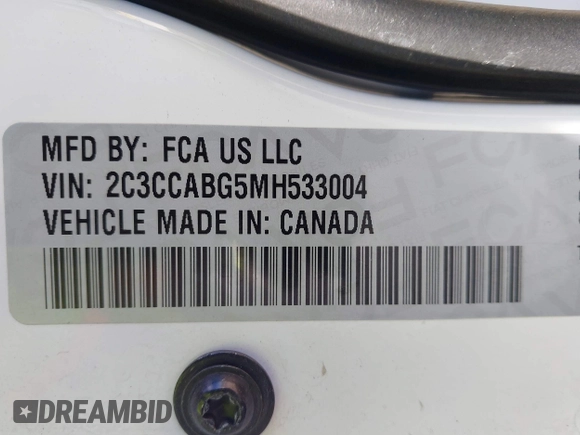 MFD BY: FCA US LLC
VIN: 2C3CCABG5MH533004
VEHICLE MADE IN: CANADA
DREAMBID